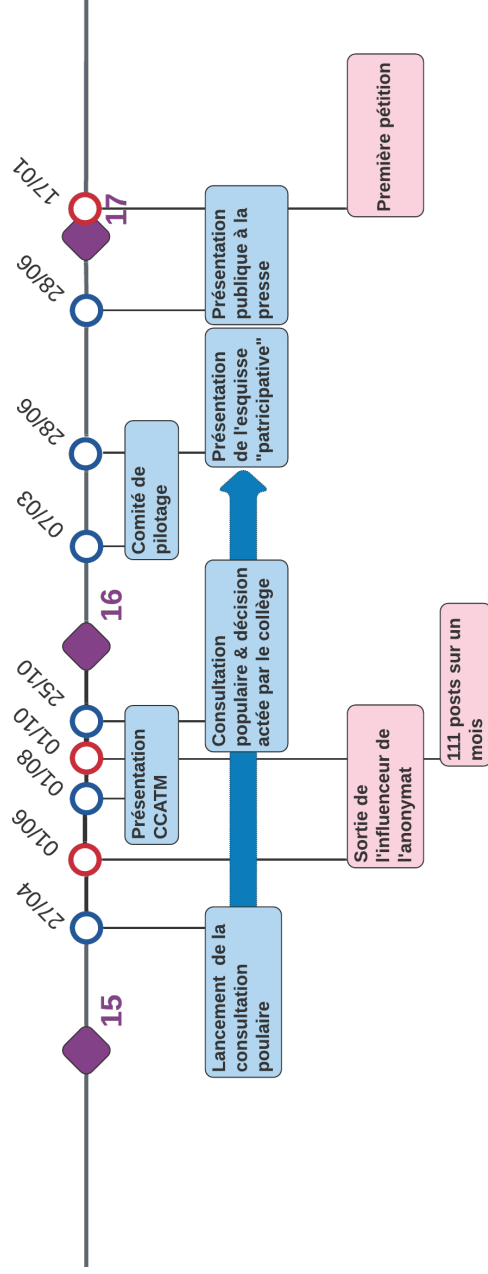 15
27/04
01/06
01/08
01/10
25/10
16
07/03
28/06
28/06
17
17/01
Présentation
CCATM
Comité de
pilotage
Lancement de la
consultation
poulaire
Consultation
populaire & décision
actée par le collège
Présentation
de l'esquisse
"patricipative"
Présentation
publique à la
presse
Sortie de
l'influenceur de
l'anonymat
Première pétition
111 posts sur un
mois